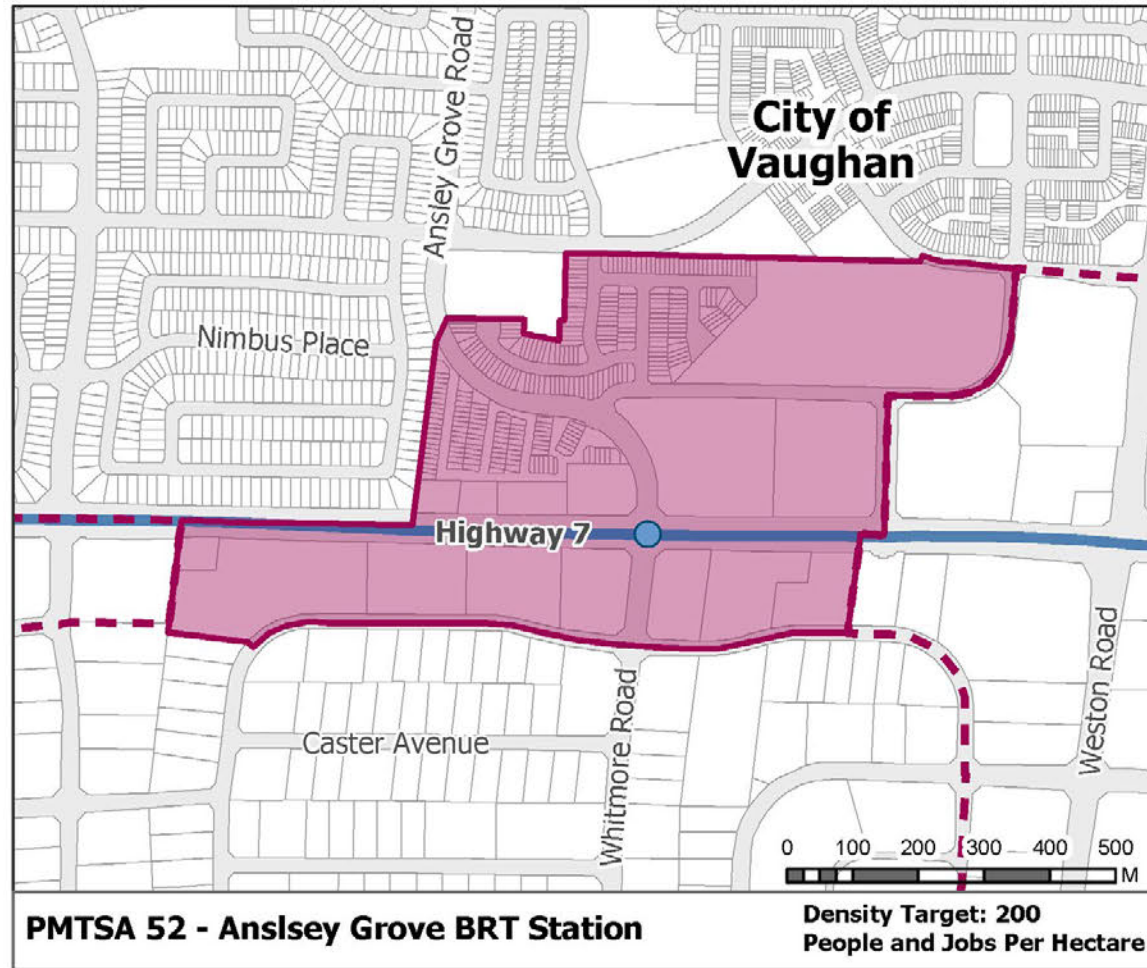 City of
Vaughan
Ansley Grove Road
Nimbus Place
Highway 7
Weston Road
Whitmore Road
Caster Avenue
0 100 200 300 400 500
M
PMTSA 52 - Anslsey Grove BRT Station
Density Target: 200
People and Jobs Per Hectare